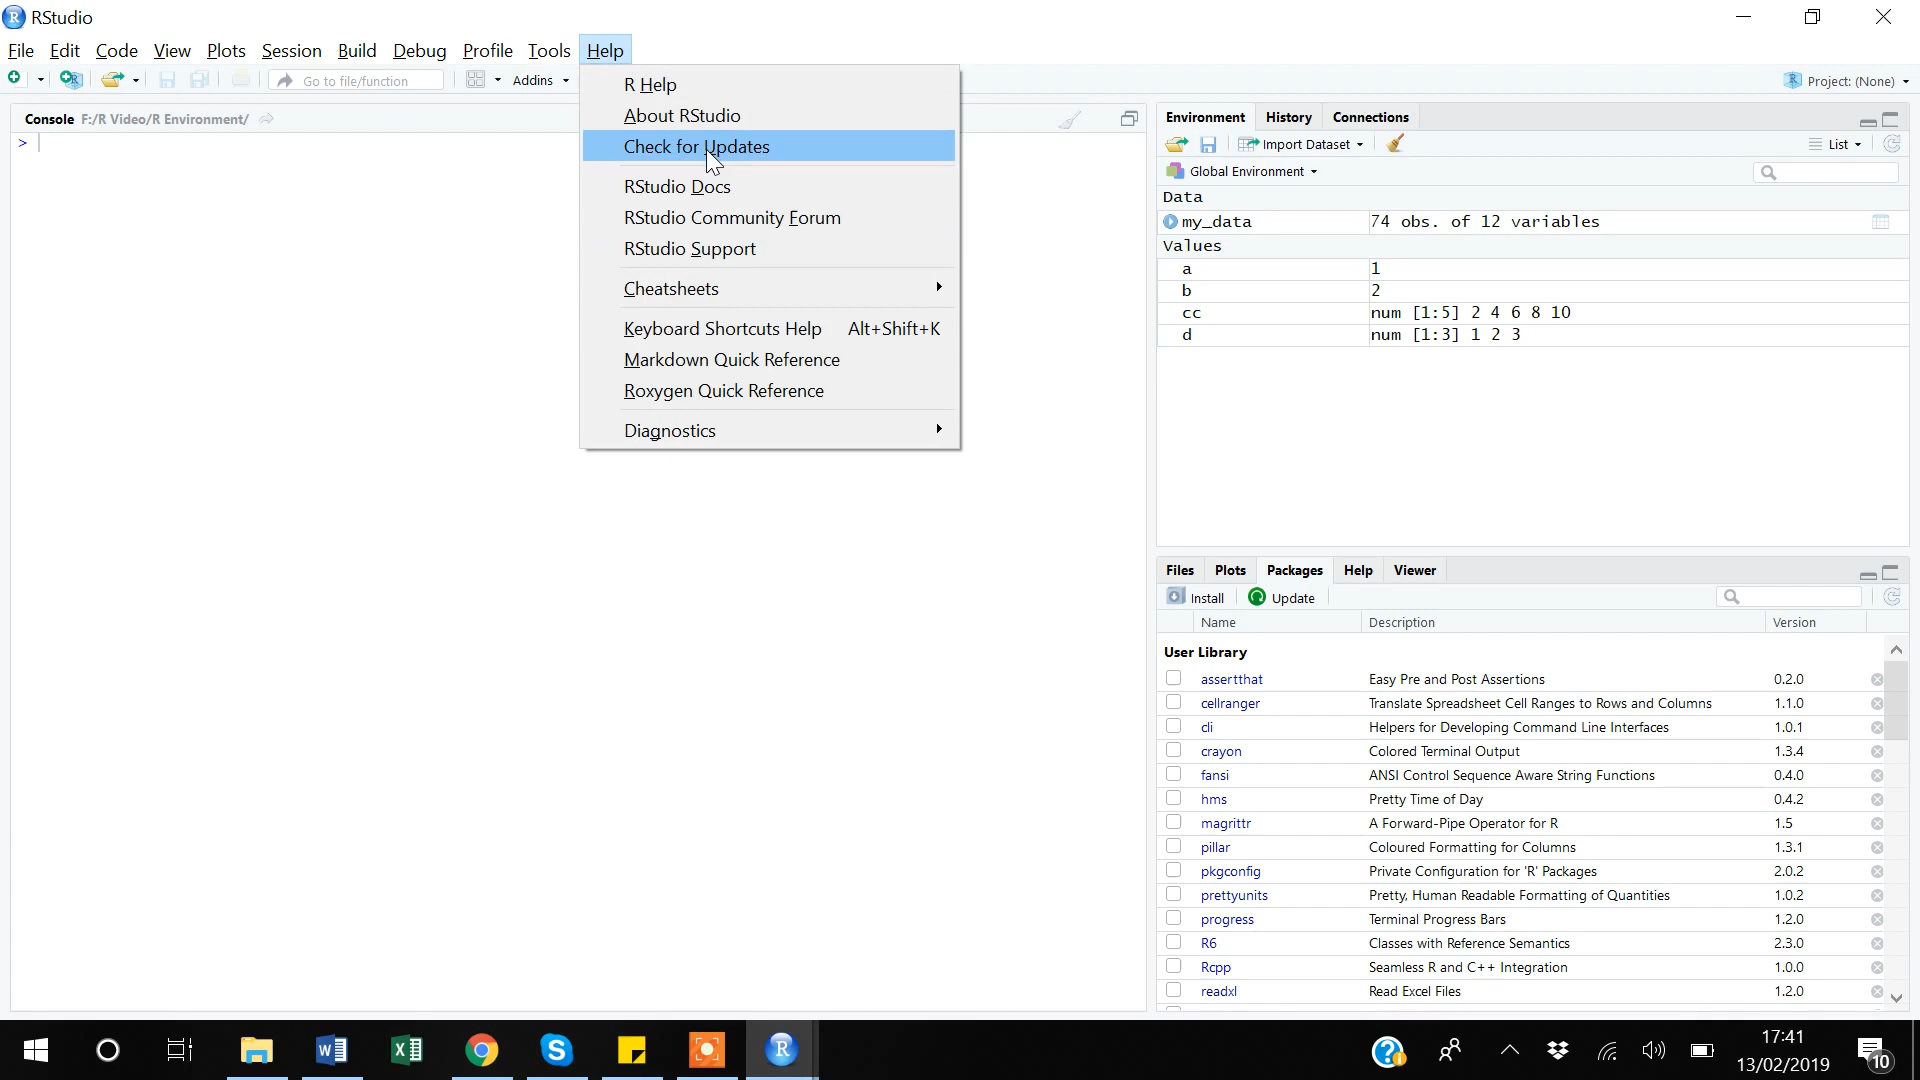 RStudio
File Edit Code View Plots Session Build Debug Profile Tools Help
Go to file/function Addins Project: (None)
R Help
About RStudio
Check for Updates
RStudio Docs
RStudio Community Forum
RStudio Support
Cheatsheets
Keyboard Shortcuts Help Alt+Shift+K
Markdown Quick Reference
Roxygen Quick Reference
Diagnostics
Console F:/R Video/R Environment/
>
Environment History Connections
Import Dataset List
Global Environment
Data
my_data 74 obs. of 12 variables
Values
a 1
b 2
cc num [1:5] 2 4 6 8 10
d num [1:3] 1 2 3
Files Plots Packages Help Viewer
Install Update
Name Description Version
User Library
assertthat Easy Pre and Post Assertions 0.2.0
cellranger Translate Spreadsheet Cell Ranges to Rows and Columns 1.1.0
cli Helpers for Developing Command Line Interfaces 1.0.1
crayon Colored Terminal Output 1.3.4
fansi ANSI Control Sequence Aware String Functions 0.4.0
hms Pretty Time of Day 0.4.2
magrittr A Forward-Pipe Operator for R 1.5
pillar Coloured Formatting for Columns 1.3.1
pkgconfig Private Configuration for 'R' Packages 2.0.2
prettyunits Pretty, Human Readable Formatting of Quantities 1.0.2
progress Terminal Progress Bars 1.2.0
R6 Classes with Reference Semantics 2.3.0
Rcpp Seamless R and C++ Integration 1.0.0
readxl Read Excel Files 1.2.0
17:41
13/02/2019
10